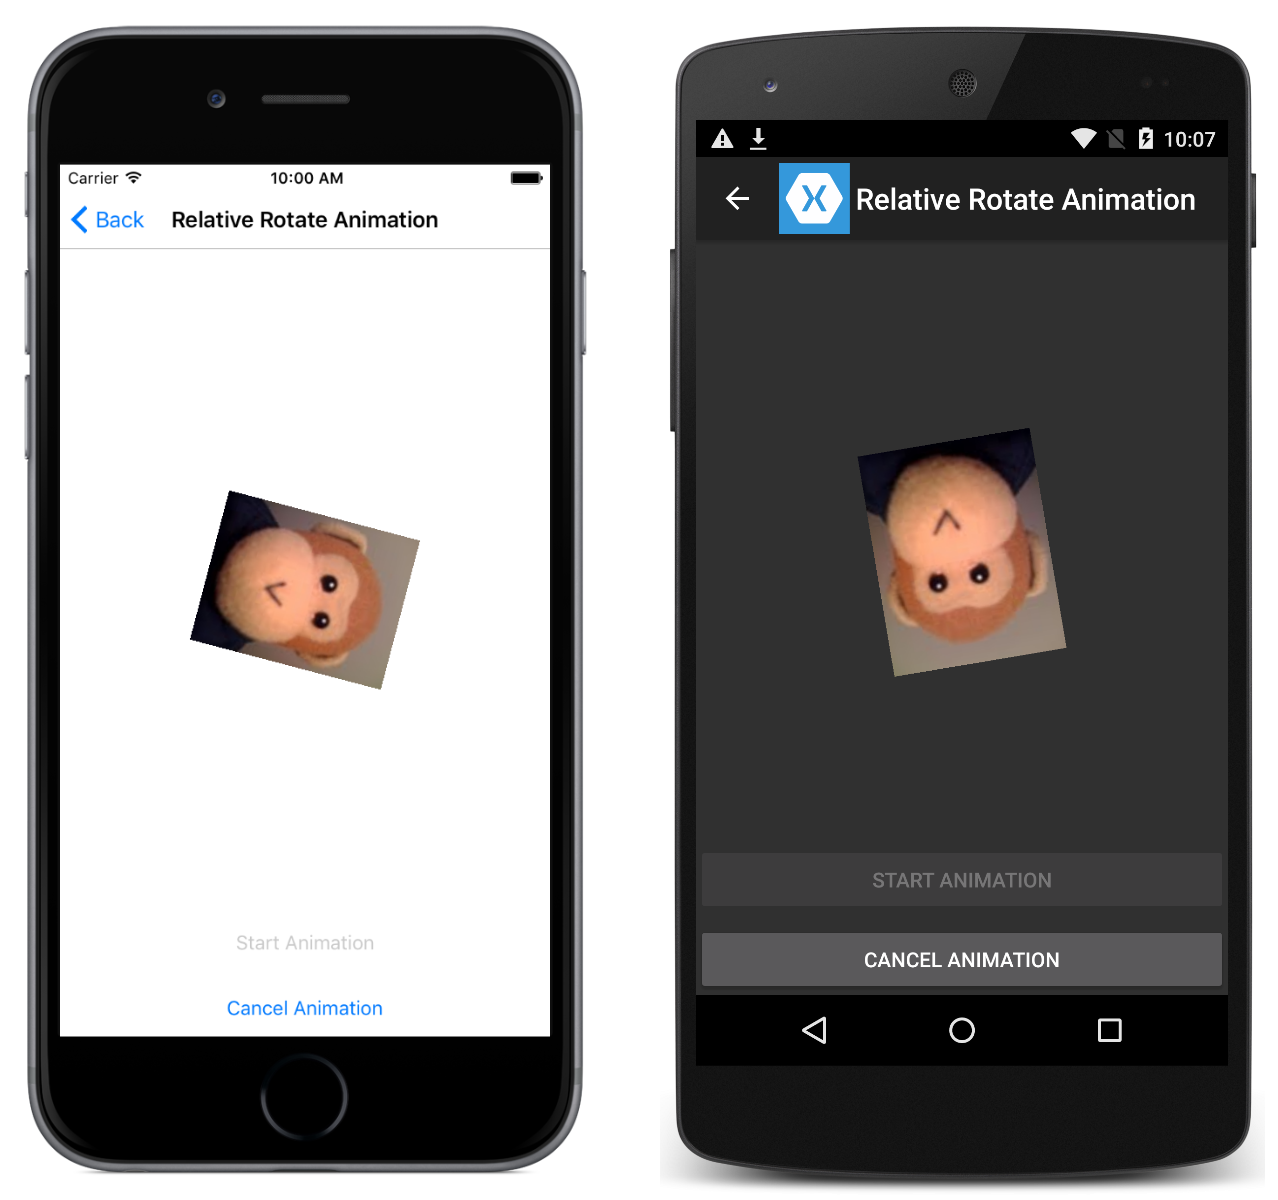 Carrier
10:00 AM
Back
Relative Rotate Animation
Start Animation
Cancel Animation
10:07
Relative Rotate Animation
START ANIMATION
CANCEL ANIMATION